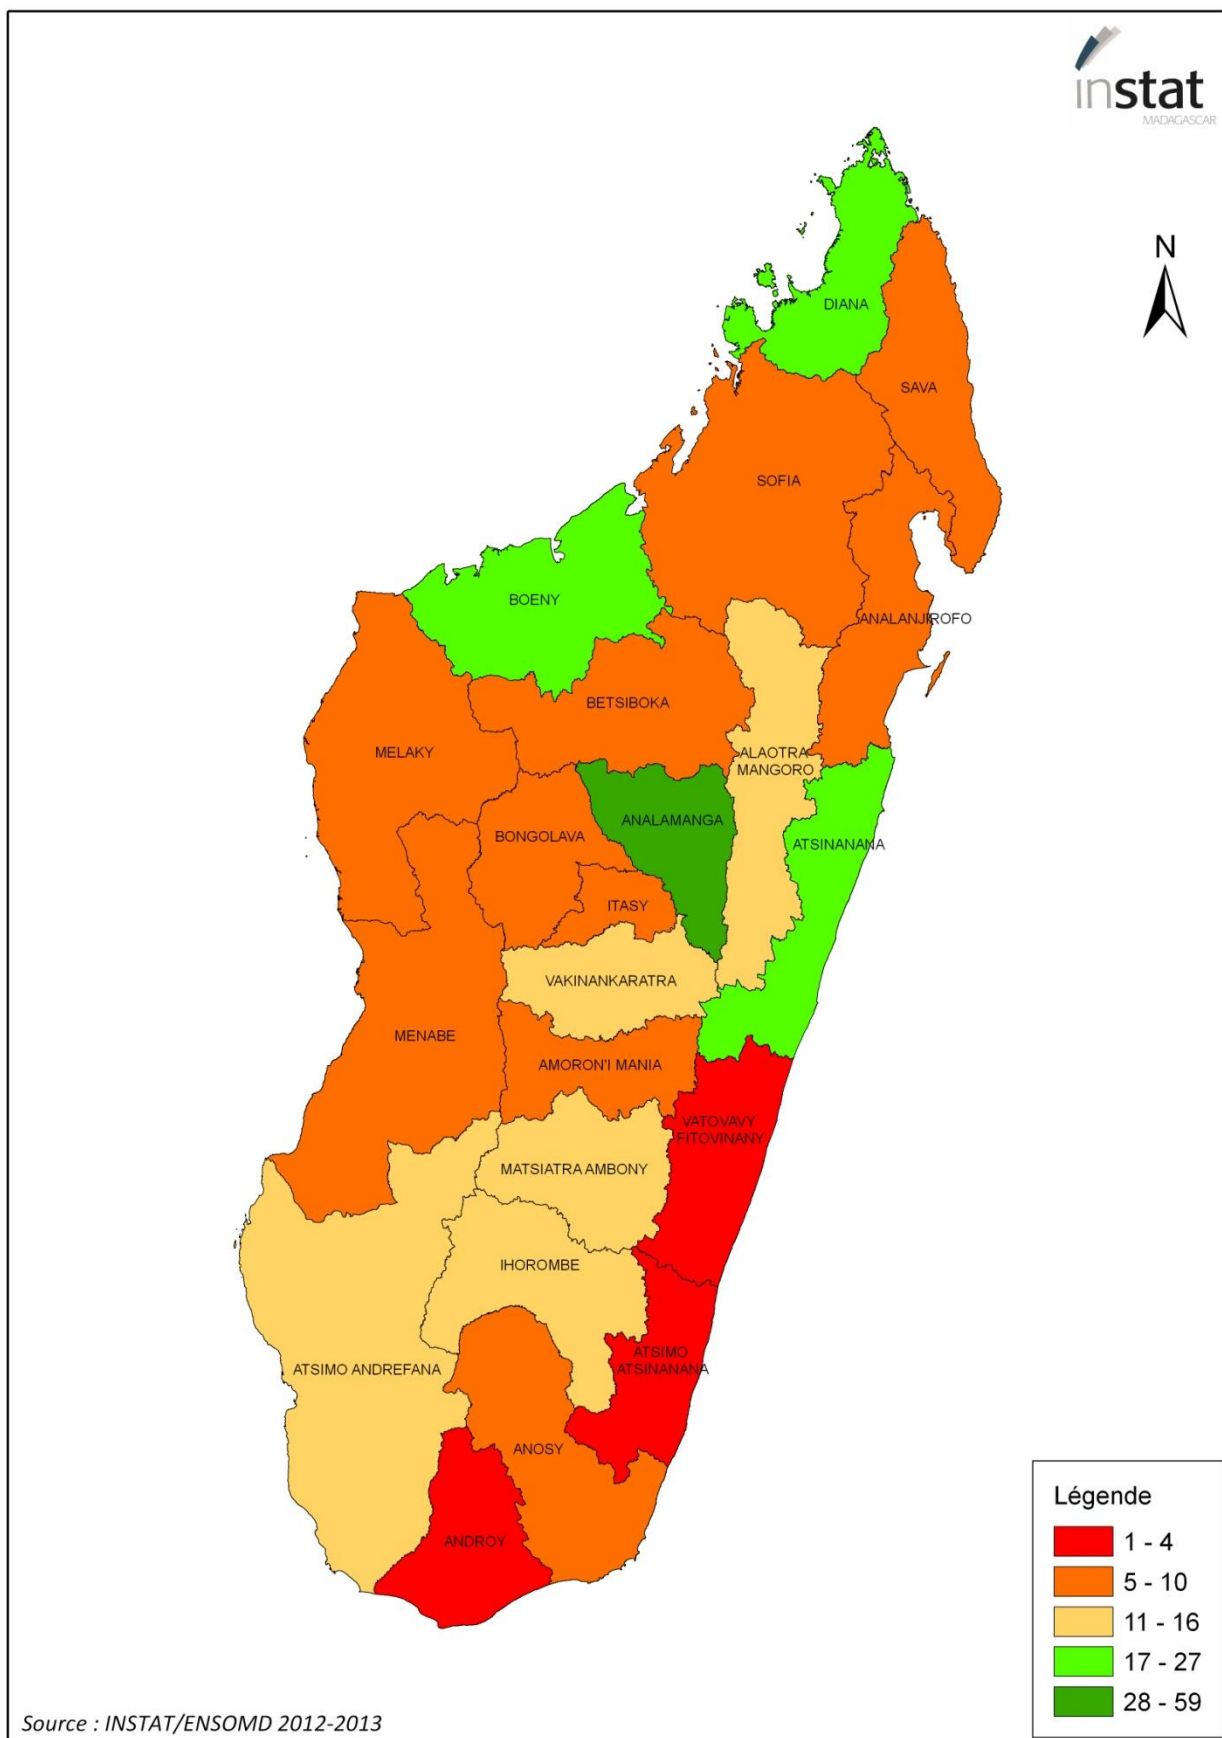 instat
MADAGASCAR
N
DIANA
SAVA
SOFIA
BOENY
ANALANJIROFO
BETSIBOKA
MELAKY
ALAOTRA
MANGORO
ANALAMANGA
BONGOLAVA
ATSINANANA
ITASY
VAKINANKARATRA
MENABE
AMORON'I MANIA
VATOVAVY
FITOVINANY
MATSIATRA AMBONY
IHOROMBE
ATSIMO
ATSINANANA
ATSIMO ANDREFANA
ANOSY
ANDROY
Légende
1 - 4
5 - 10
11 - 16
17 - 27
28 - 59
Source : INSTAT/ENSOMD 2012-2013